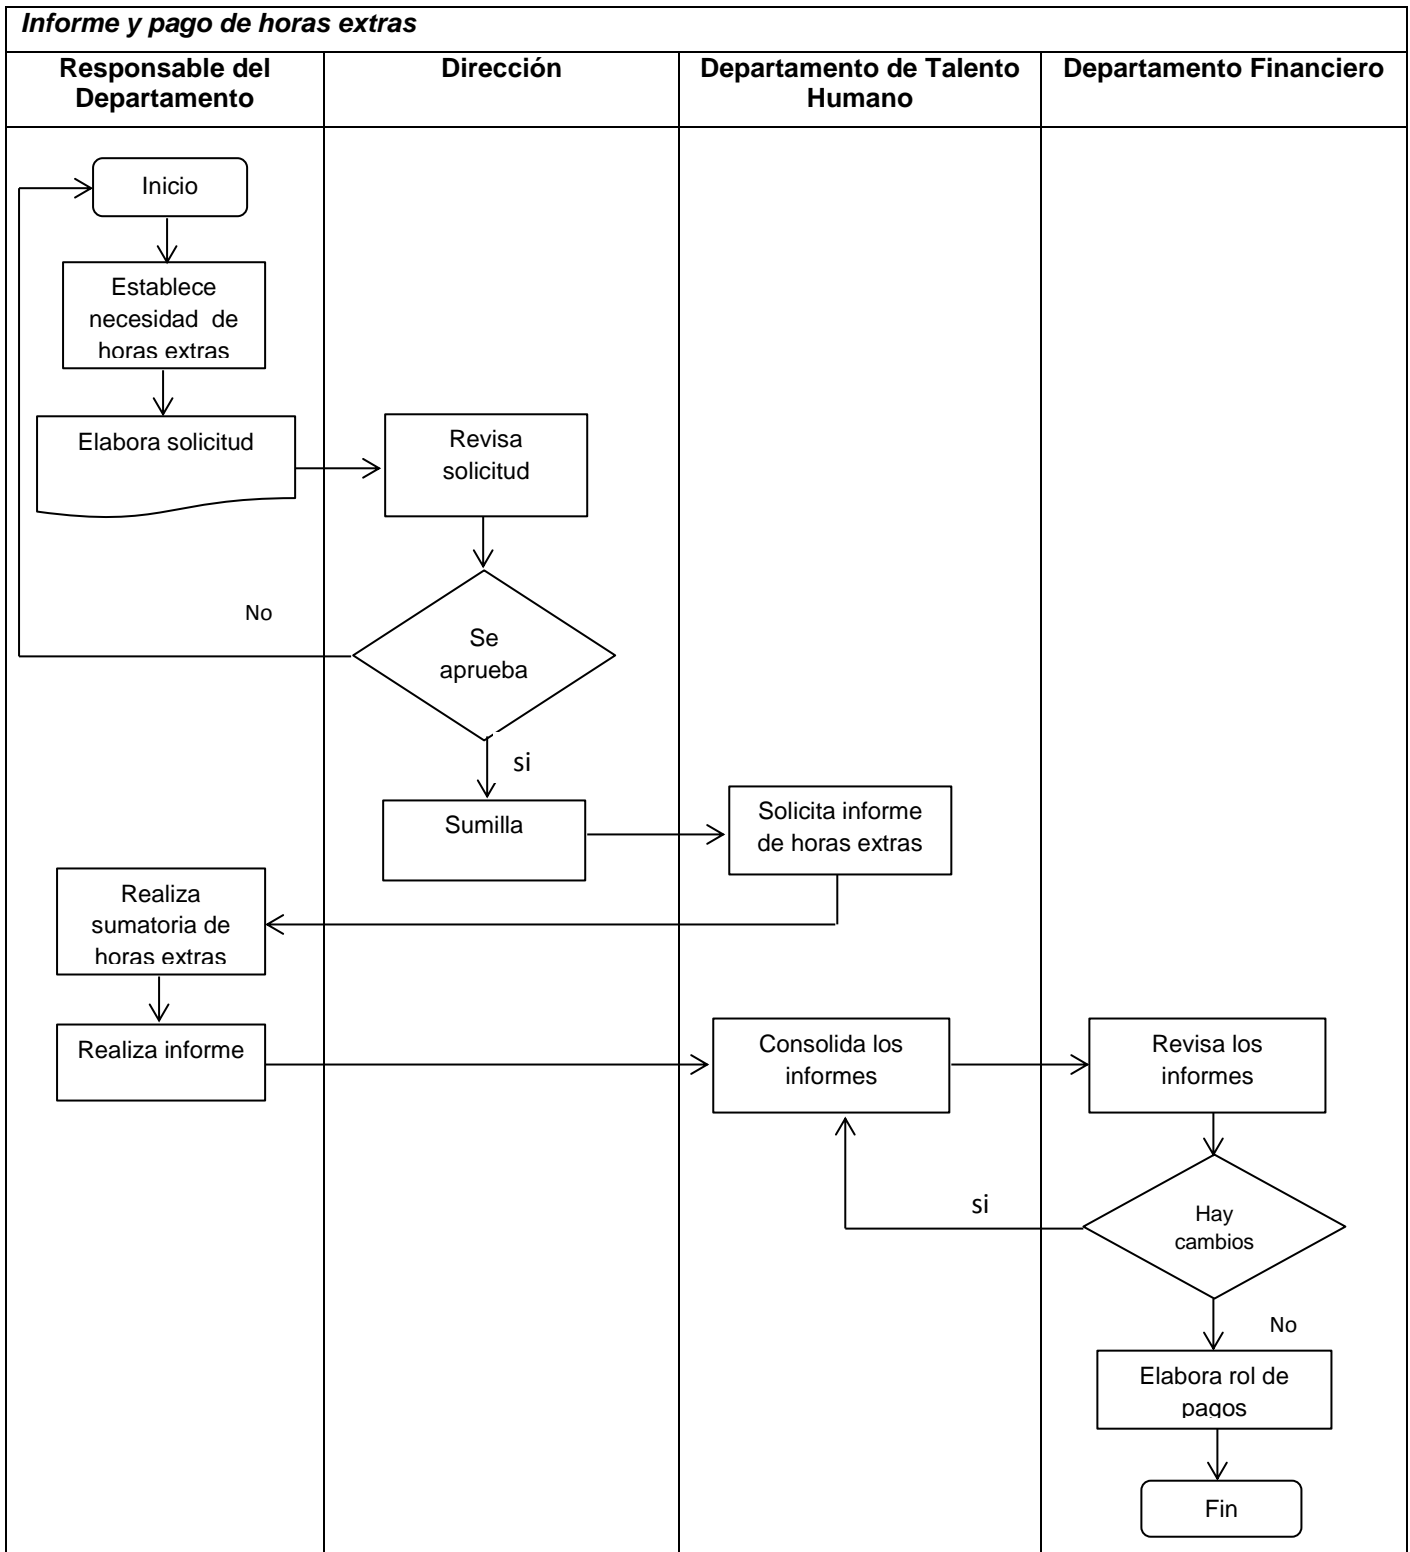 Informe y pago de horas extras
Responsable del
Departamento
Dirección
Departamento de Talento
Humano
Departamento Financiero
Inicio
Establece
necesidad de
horas extras
Elabora solicitud
Revisa
solicitud
No
Se
aprueba
si
Sumilla
Solicita informe
de horas extras
Realiza
sumatoria de
horas extras
Realiza informe
Consolida los
informes
Revisa los
informes
si
Hay
cambios
No
Elabora rol de
pagos
Fin